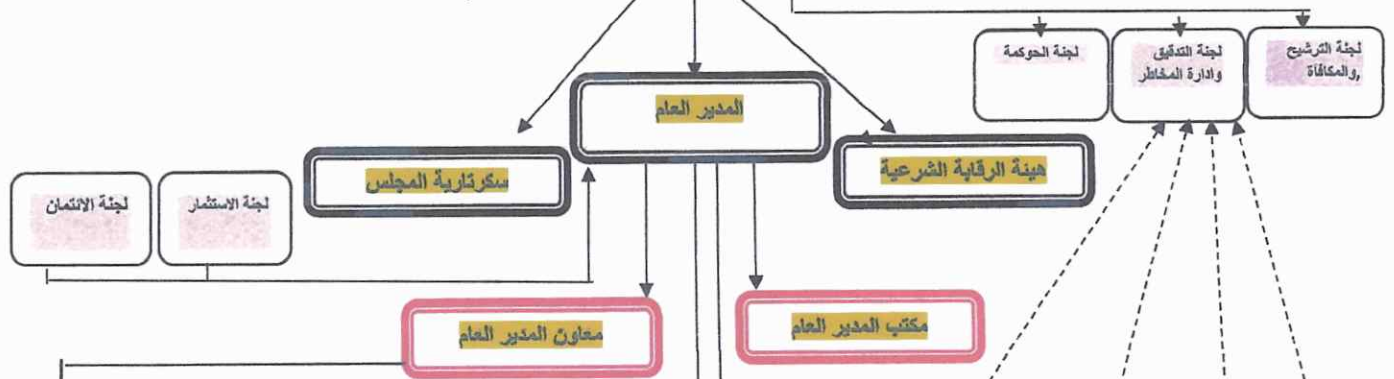 لجنة الترشيح
والمكافأة,
لجنة التدقيق
وادارة المخاطر
لجنة الحوكمة
المدير العام
هيئة الرقابة الشرعية
سكرتارية المجلس
لجنة الاستثمار
لجنة الائتمان
مكتب المدير العام
معاون المدير العام